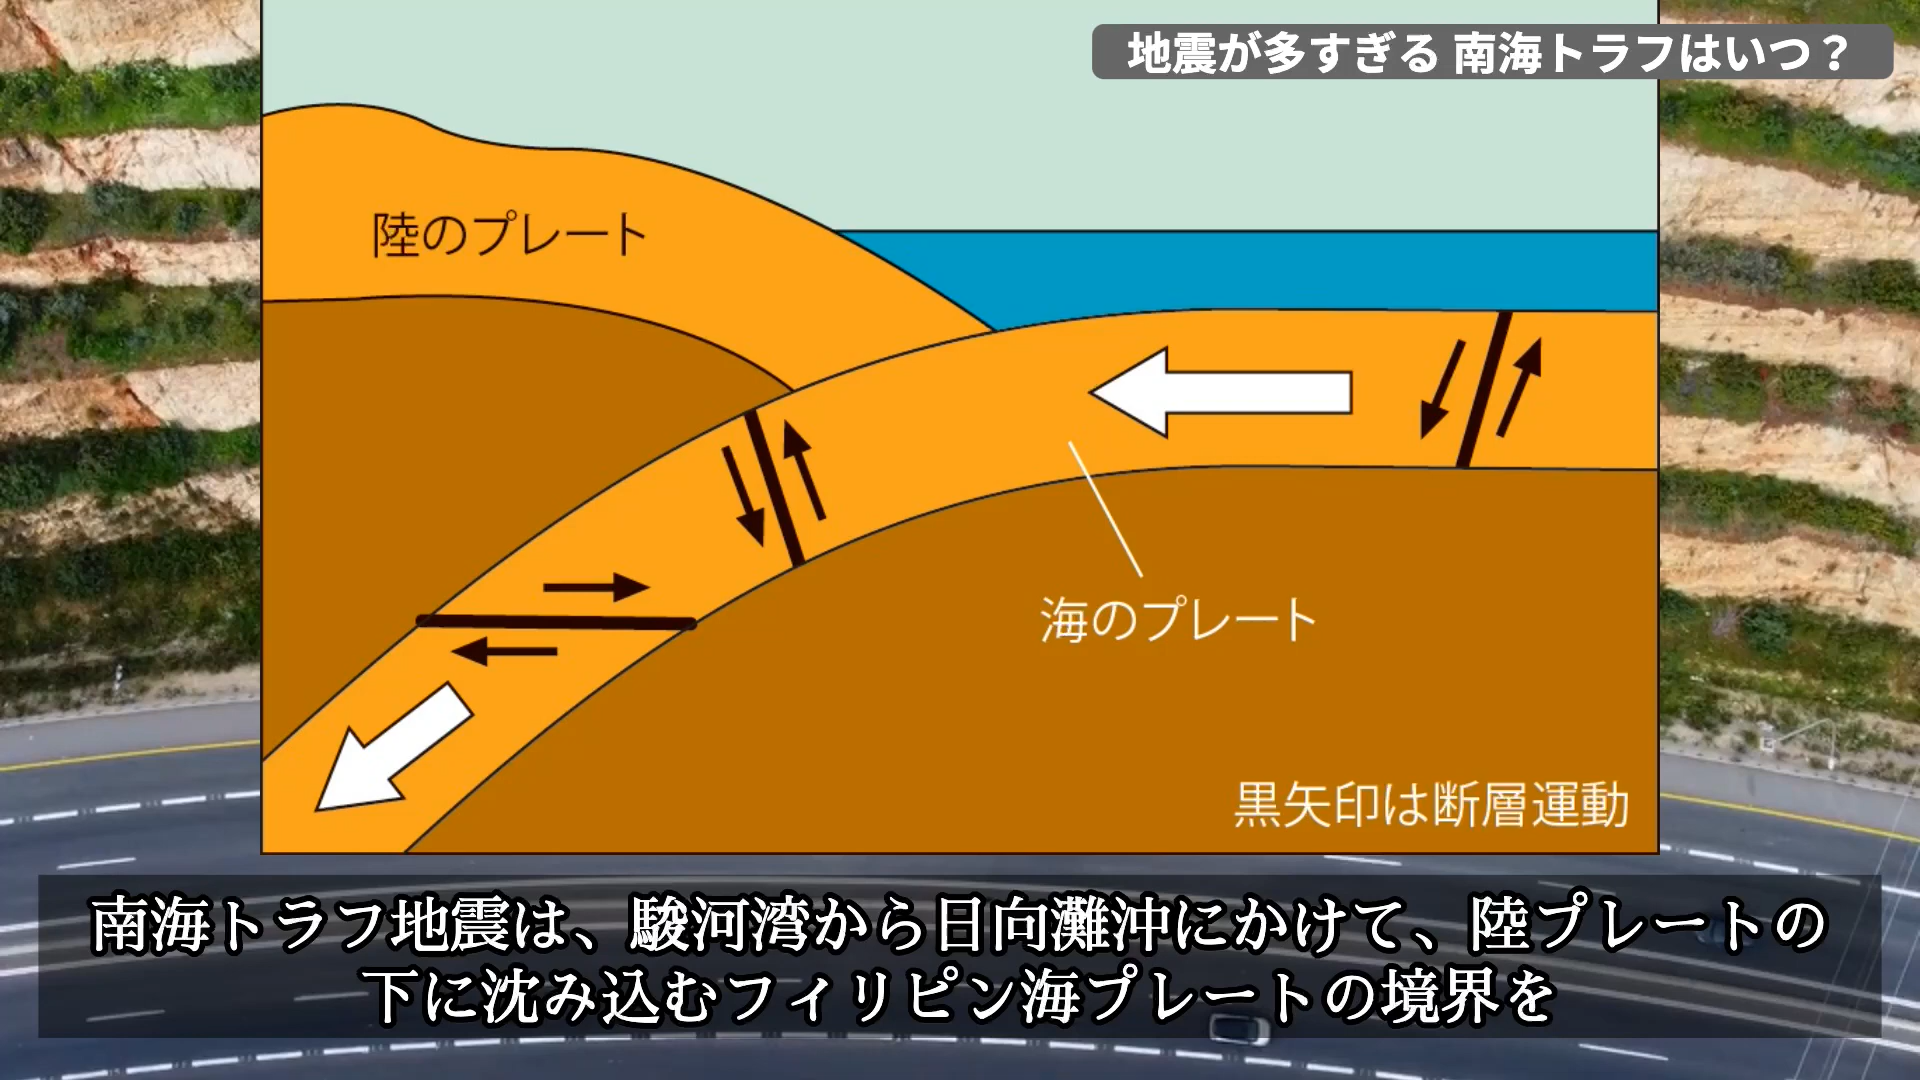 地震が多すぎる 南海トラフはいつ？
陸のプレート
海のプレート
黒矢印は断層運動
南海トラフ地震は、駿河湾から日向灘沖にかけて、陸プレートの
下に沈み込むフィリピン海プレートの境界を